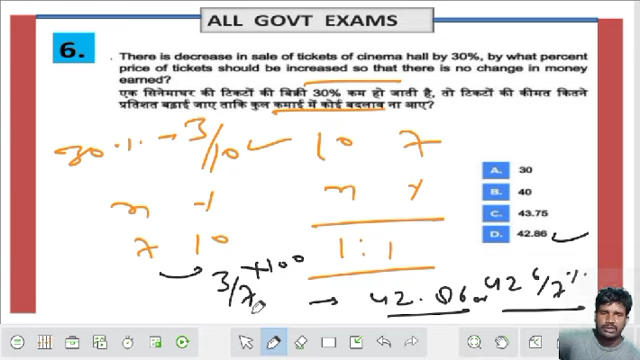 ALL GOVT EXAMS
6.
There is decrease in sale of tickets of cinema hall by 30%, by what percent
price of tickets should be increased so that there is no change in money
earned?
एक सिनेमाघर की टिकटों की बिक्री 30% कम हो जाती है, तो टिकटों की कीमत कितने
प्रतिशत बढ़ाई जाए ताकि कुल कमाई में कोई बदलाव ना आए?
30% → 3/10 10 7
A. 30
B. 40
C. 43.75
D. 42.86
7 10 1 : 1
3/7 ×100 → 42.86 or 42 6/7%